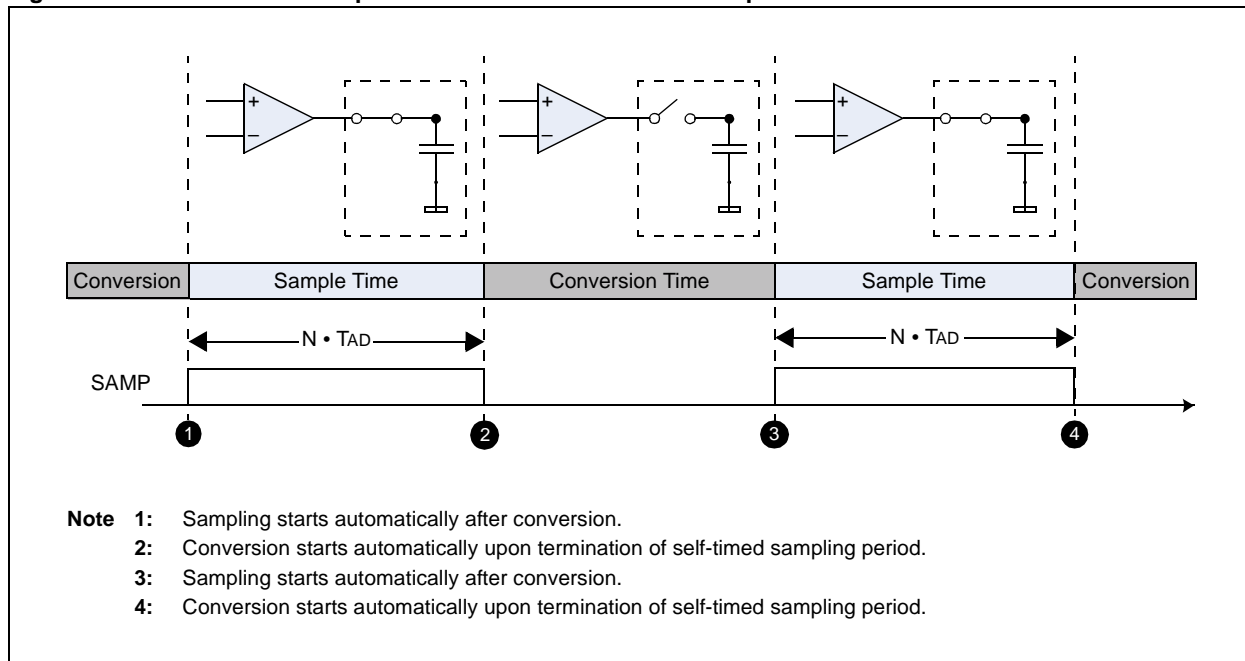 +
−
+
−
+
−
Conversion Sample Time Conversion Time Sample Time Conversion
N • TAD N • TAD
SAMP
1 2 3 4
Note 1: Sampling starts automatically after conversion.
2: Conversion starts automatically upon termination of self-timed sampling period.
3: Sampling starts automatically after conversion.
4: Conversion starts automatically upon termination of self-timed sampling period.